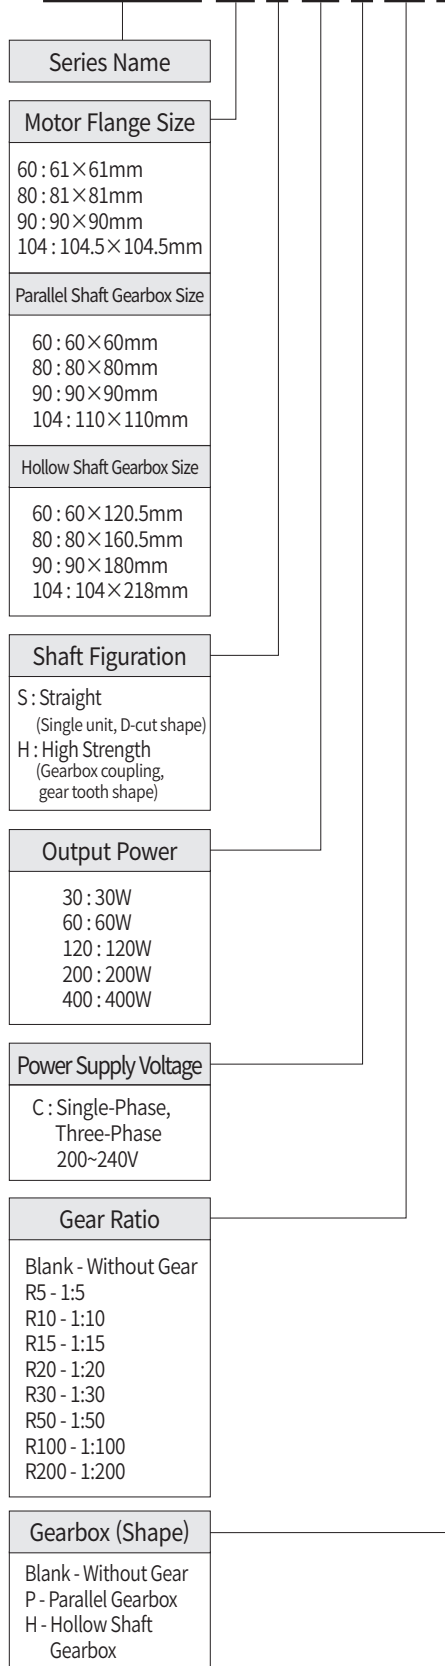 Series Name
Motor Flange Size
60 : 61×61mm
80 : 81×81mm
90 : 90×90mm
104 : 104.5×104.5mm
Parallel Shaft Gearbox Size
60 : 60×60mm
80 : 80×80mm
90 : 90×90mm
104 : 110×110mm
Hollow Shaft Gearbox Size
60 : 60×120.5mm
80 : 80×160.5mm
90 : 90×180mm
104 : 104×218mm
Shaft Figuration
S : Straight
(Single unit, D-cut shape)
H : High Strength
(Gearbox coupling,
gear tooth shape)
Output Power
30 : 30W
60 : 60W
120 : 120W
200 : 200W
400 : 400W
Power Supply Voltage
C : Single-Phase,
Three-Phase
200~240V
Gear Ratio
Blank - Without Gear
R5 - 1:5
R10 - 1:10
R15 - 1:15
R20 - 1:20
R30 - 1:30
R50 - 1:50
R100 - 1:100
R200 - 1:200
Gearbox (Shape)
Blank - Without Gear
P - Parallel Gearbox
H - Hollow Shaft
Gearbox